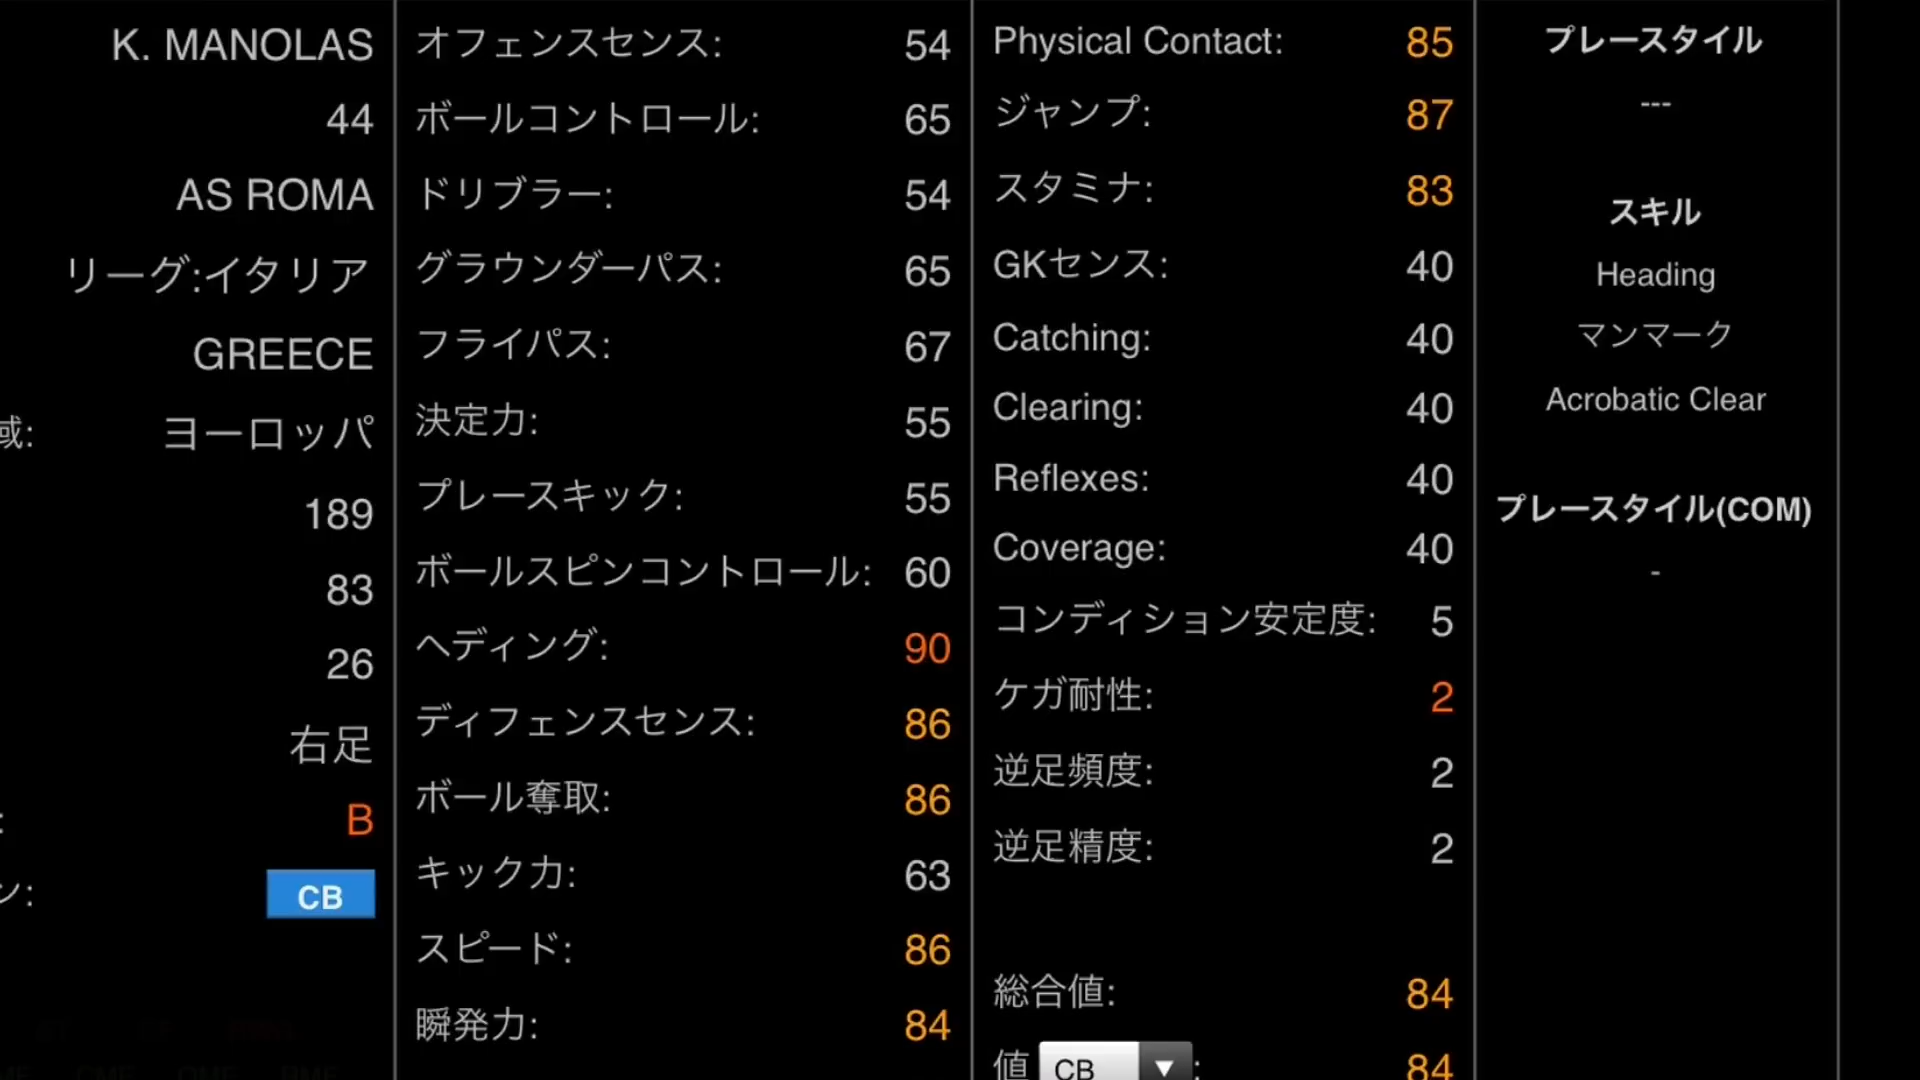 K. MANOLAS
44
AS ROMA
リーグ:イタリア
GREECE
域: ヨーロッパ
189
83
26
右足
: B
ン: CB
オフェンスセンス: 54
ボールコントロール: 65
ドリブラー: 54
グラウンダーパス: 65
フライパス: 67
決定力: 55
プレースキック: 55
ボールスピンコントロール: 60
ヘディング: 90
ディフェンスセンス: 86
ボール奪取: 86
キック力: 63
スピード: 86
瞬発力: 84
Physical Contact: 85
ジャンプ: 87
スタミナ: 83
GKセンス: 40
Catching: 40
Clearing: 40
Reflexes: 40
Coverage: 40
コンディション安定度: 5
ケガ耐性: 2
逆足頻度: 2
逆足精度: 2
総合値: 84
値 CB ▼ : 84
プレースタイル
---
スキル
Heading
マンマーク
Acrobatic Clear
プレースタイル(COM)
-